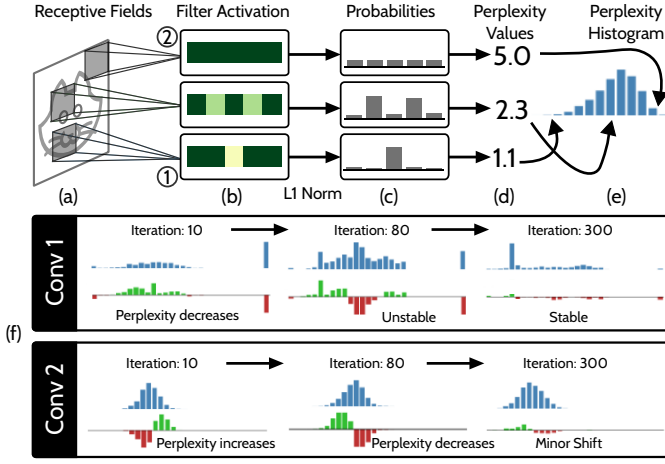 Receptive Fields Filter Activation Probabilities Perplexity Values Perplexity Histogram
② 5.0
2.3
① 1.1
L1 Norm
(a) (b) (c) (d) (e)
(f)
Conv 1
Iteration: 10 Iteration: 80 Iteration: 300
Perplexity decreases Unstable Stable
Conv 2
Iteration: 10 Iteration: 80 Iteration: 300
Perplexity increases Perplexity decreases Minor Shift